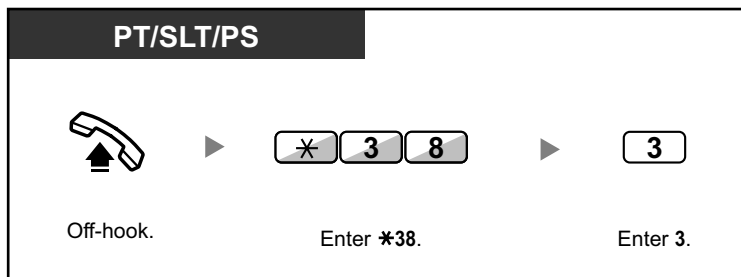 PT/SLT/PS
✳ 3 8
3
Off-hook.
Enter ✳38.
Enter 3.